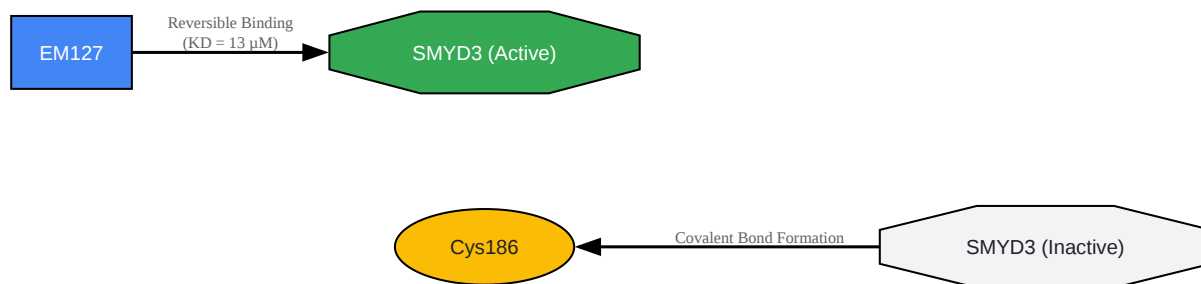 Reversible Binding
(KD = 13 µM)
EM127
SMYD3 (Active)
Cys186
Covalent Bond Formation
SMYD3 (Inactive)